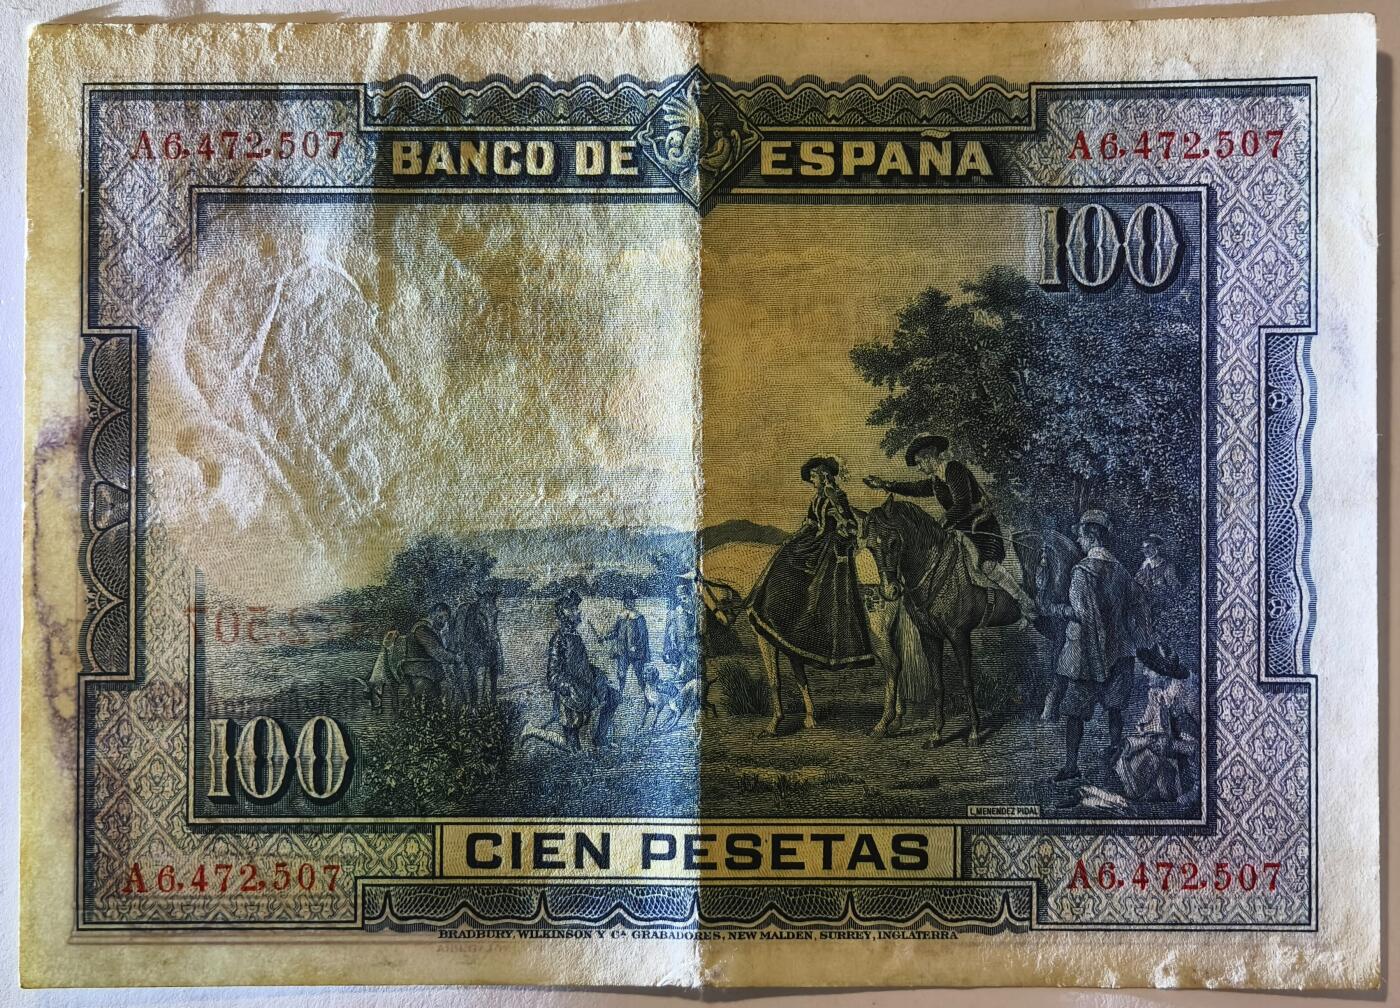 A6,472,507
A6,472,507
BANCO DE ESPAÑA
100
100
L. MENENDEZ PIDAL
CIEN PESETAS
A6,472,507
A6,472,507
BRADBURY, WILKINSON Y Cª GRABADORES, NEW MALDEN, SURREY, INGLATERRA